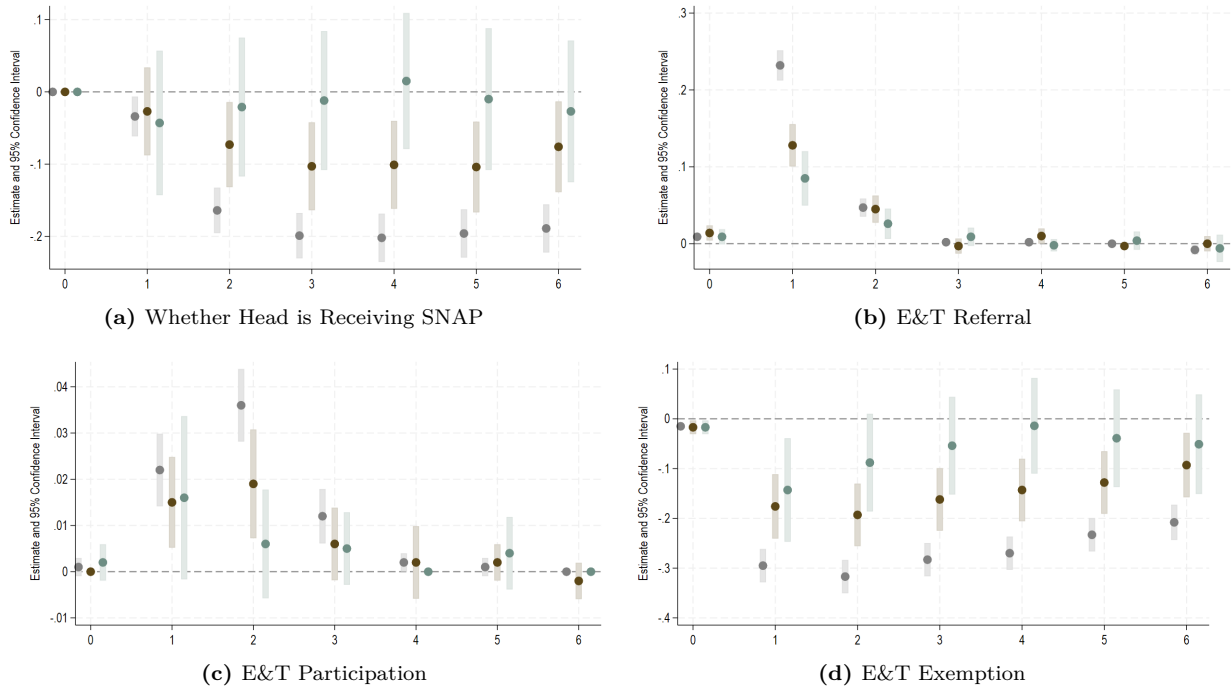 Estimate and 95% Confidence Interval
.1
0
-.1
-.2
0 1 2 3 4 5 6
(a) Whether Head is Receiving SNAP
Estimate and 95% Confidence Interval
.3
.2
.1
0
0 1 2 3 4 5 6
(b) E&T Referral
Estimate and 95% Confidence Interval
.04
.03
.02
.01
0
-.01
0 1 2 3 4 5 6
(c) E&T Participation
Estimate and 95% Confidence Interval
.1
0
-.1
-.2
-.3
-.4
0 1 2 3 4 5 6
(d) E&T Exemption